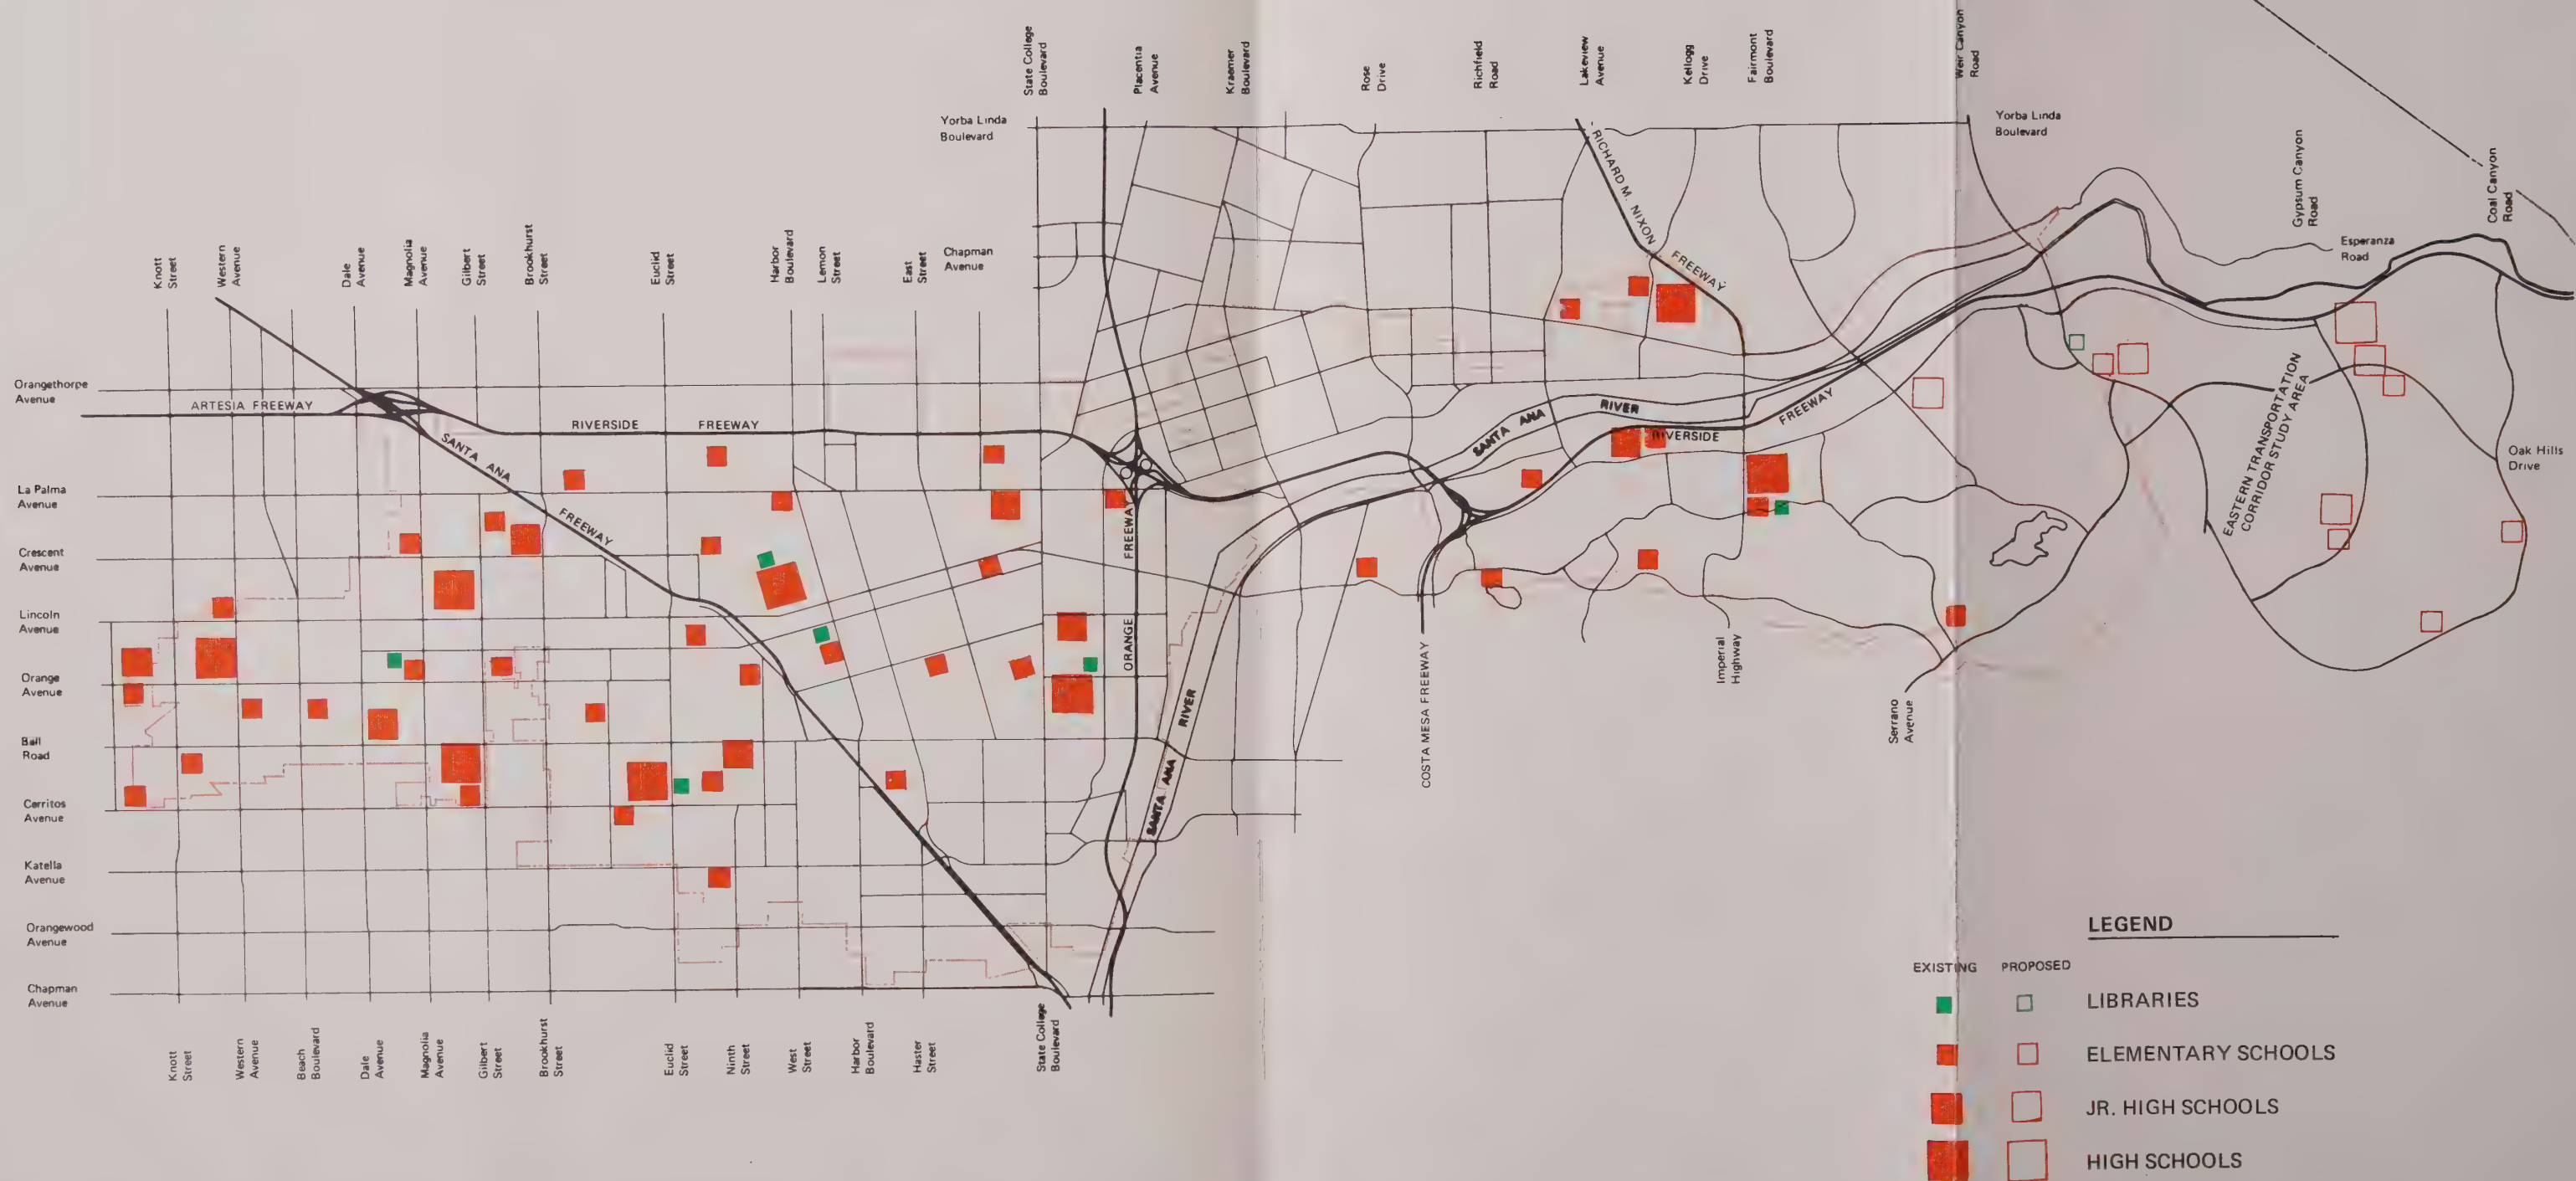 State College
Boulevard
Placentia
Avenue
Kraemer
Boulevard
Rose
Drive
Richfield
Road
Lakeview
Avenue
Kellogg
Drive
Fairmont
Boulevard
Weir Canyon
Road
Yorba Linda
Boulevard
Yorba Linda
Boulevard
Gypsum Canyon
Road
Coal Canyon
Road
Esperanza
Road
RICHARD M. NIXON
FREEWAY
Knott
Street
Western
Avenue
Dale
Avenue
Magnolia
Avenue
Gilbert
Street
Brookhurst
Street
Euclid
Street
Harbor
Boulevard
Lemon
Street
East
Street
Chapman
Avenue
Orangethorpe
Avenue
ARTESIA FREEWAY
SANTA ANA
FREEWAY
RIVERSIDE FREEWAY
La Palma
Avenue
Crescent
Avenue
Lincoln
Avenue
Orange
Avenue
Ball
Road
Cerritos
Avenue
Katella
Avenue
Orangewood
Avenue
Chapman
Avenue
ORANGE
FREEWAY
SANTA ANA
RIVER
SANTA ANA
RIVER
RIVERSIDE
FREEWAY
COSTA MESA FREEWAY
Imperial
Highway
Serrano
Avenue
EASTERN TRANSPORTATION
CORRIDOR STUDY AREA
Oak Hills
Drive
Knott
Street
Western
Avenue
Beach
Boulevard
Dale
Avenue
Magnolia
Avenue
Gilbert
Street
Brookhurst
Street
Euclid
Street
Ninth
Street
West
Street
Harbor
Boulevard
Haster
Street
State College
Boulevard
LEGEND
EXISTING PROPOSED
LIBRARIES
ELEMENTARY SCHOOLS
JR. HIGH SCHOOLS
HIGH SCHOOLS